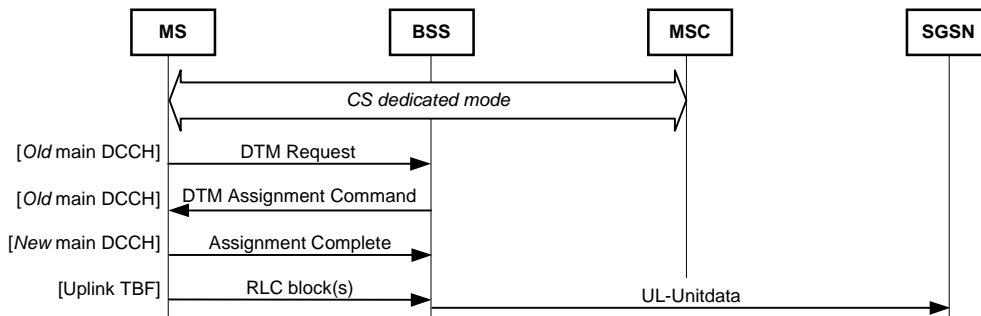 MS BSS MSC SGSN
CS dedicated mode
[Old main DCCH] DTM Request
[Old main DCCH] DTM Assignment Command
[New main DCCH] Assignment Complete
[Uplink TBF] RLC block(s) UL-Unitdata